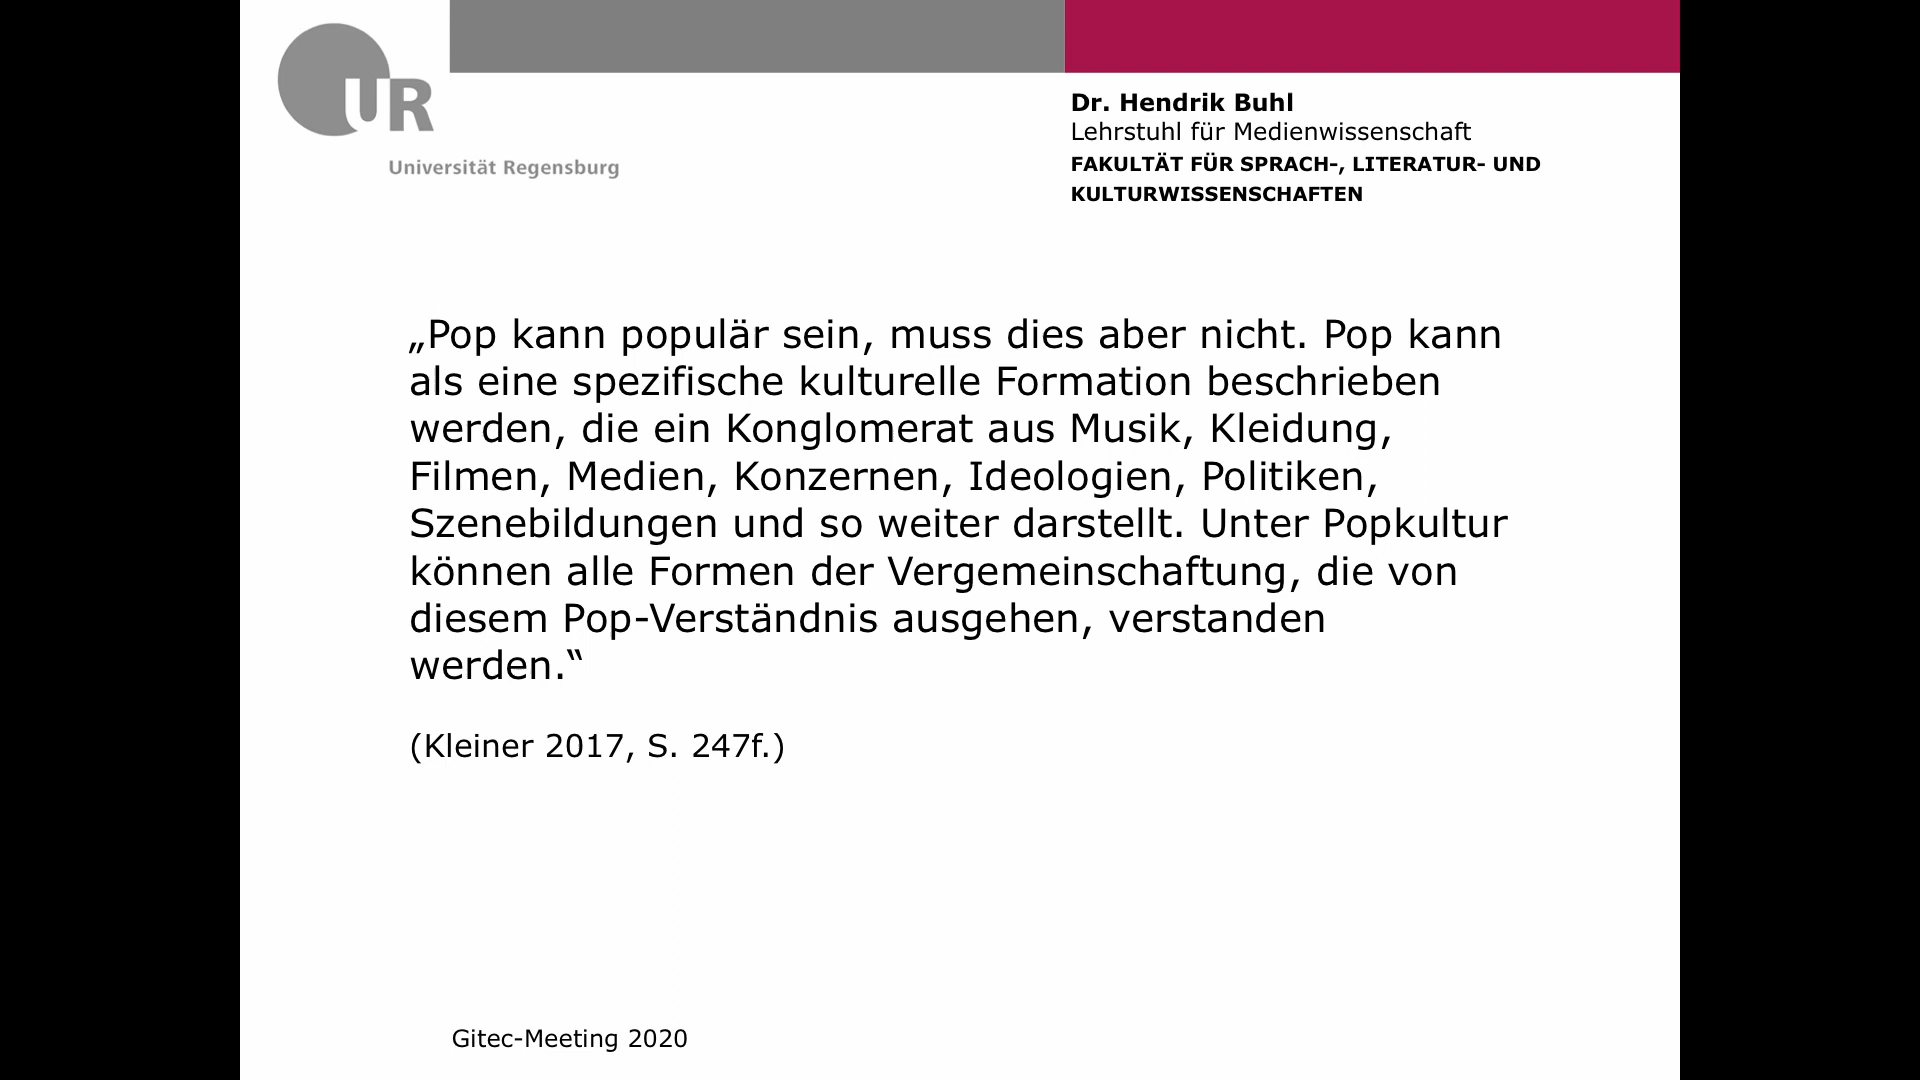 UR
Universität Regensburg
Dr. Hendrik Buhl
Lehrstuhl für Medienwissenschaft
FAKULTÄT FÜR SPRACH-, LITERATUR- UND
KULTURWISSENSCHAFTEN
„Pop kann populär sein, muss dies aber nicht. Pop kann
als eine spezifische kulturelle Formation beschrieben
werden, die ein Konglomerat aus Musik, Kleidung,
Filmen, Medien, Konzernen, Ideologien, Politiken,
Szenebildungen und so weiter darstellt. Unter Popkultur
können alle Formen der Vergemeinschaftung, die von
diesem Pop-Verständnis ausgehen, verstanden
werden.“
(Kleiner 2017, S. 247f.)
Gitec-Meeting 2020